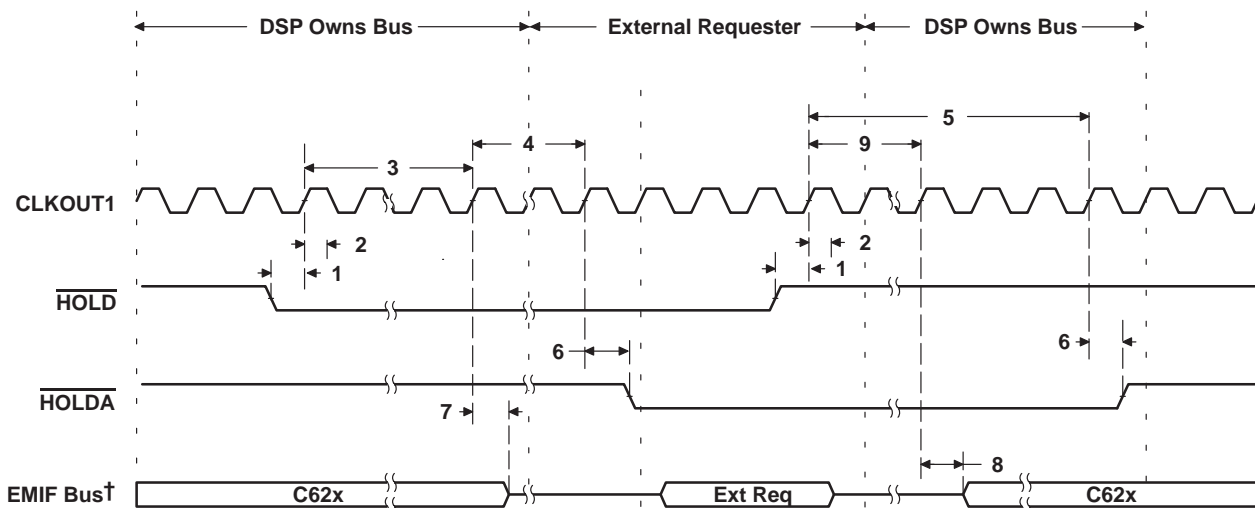 DSP Owns Bus External Requester DSP Owns Bus
5
4 9
3
CLKOUT1
2 2
1 1
HOLD
6 6
HOLDA
7
8
EMIF Bus† C62x Ext Req C62x